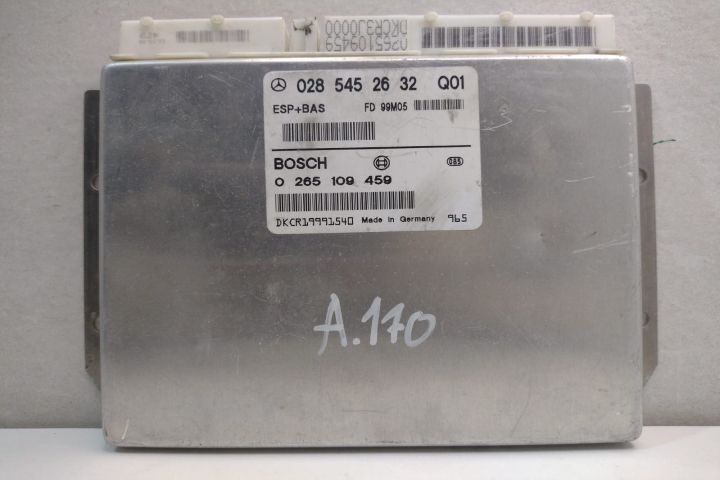 0265109459
DKCR3J0000
028 545 26 32 Q01
ESP+BAS FD 99M05
BOSCH 085
0 265 109 459
DKCR19991540 Made in Germany 965
A.170